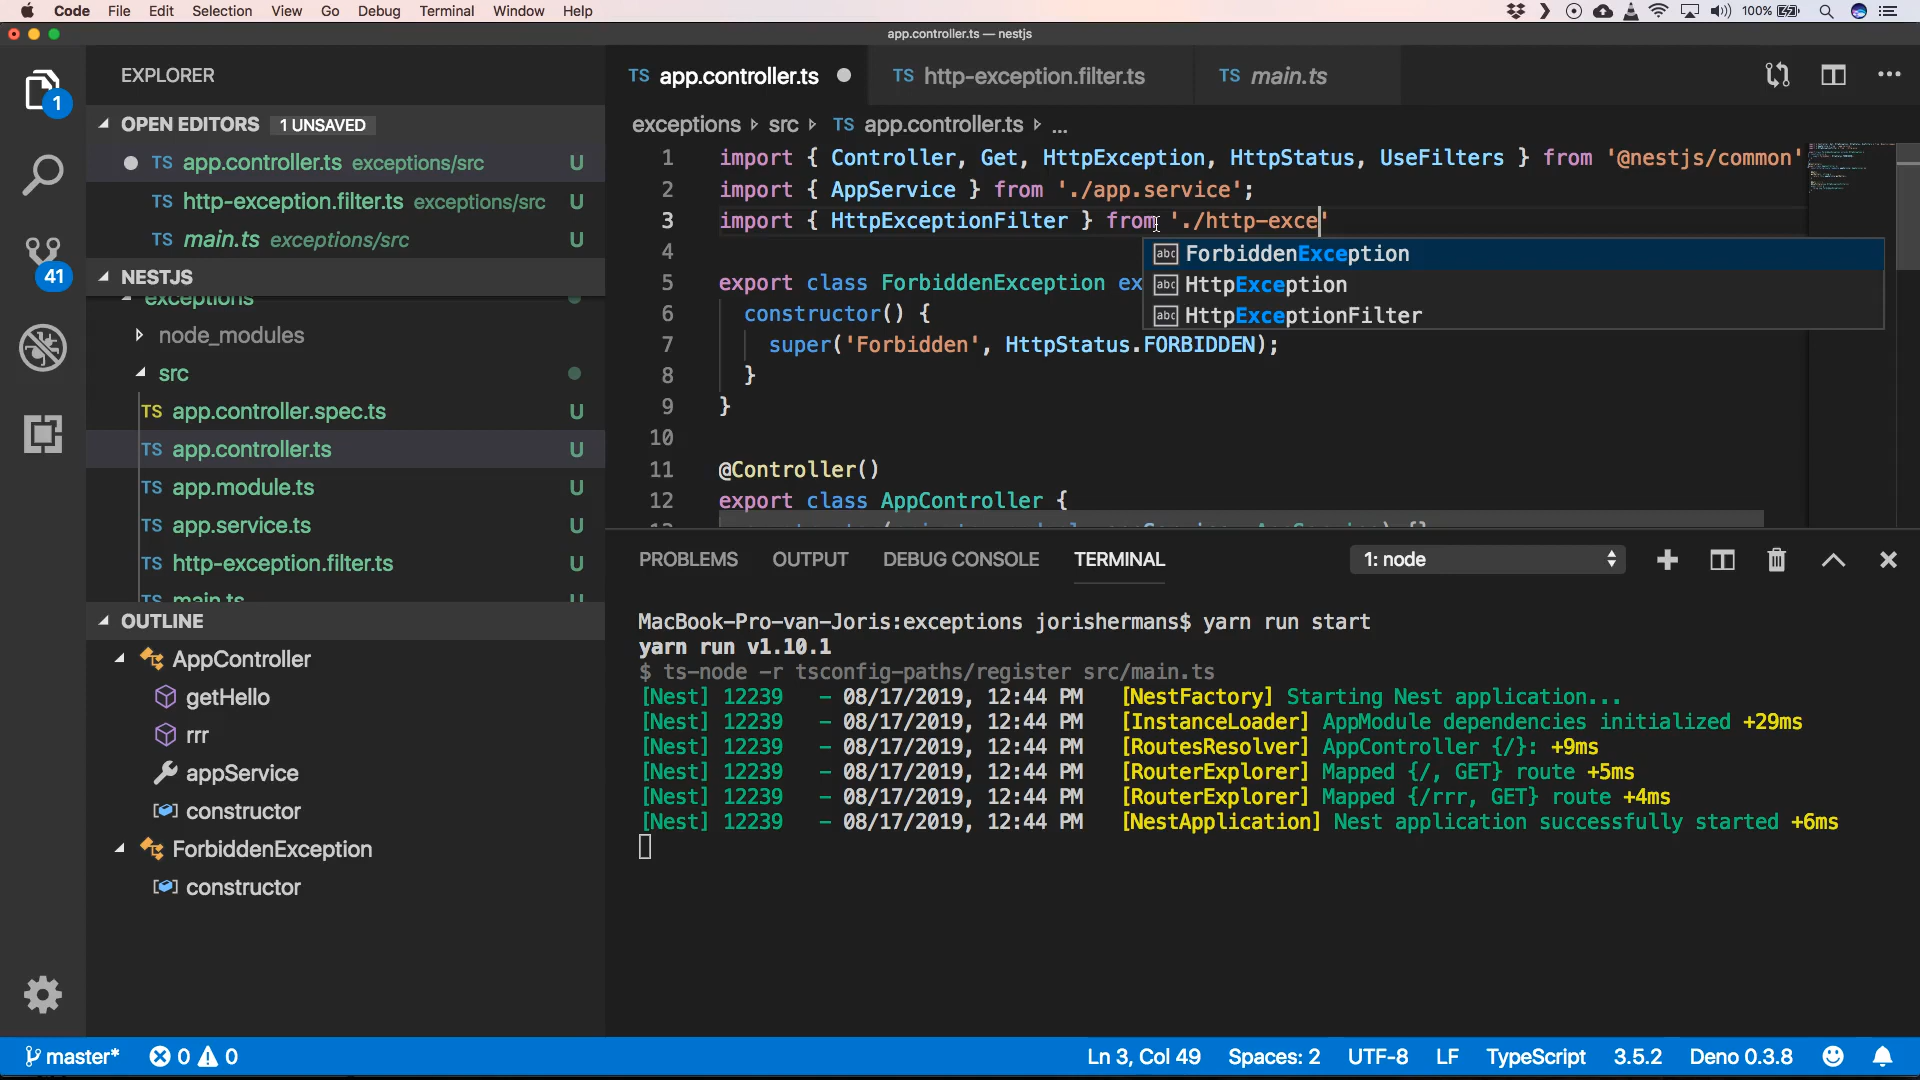 Code File Edit Selection View Go Debug Terminal Window Help 100%
app.controller.ts — nestjs
EXPLORER
1
OPEN EDITORS 1 UNSAVED
TS app.controller.ts exceptions/src U
TS http-exception.filter.ts exceptions/src U
TS main.ts exceptions/src U
41
NESTJS
exceptions
node_modules
src
TS app.controller.spec.ts U
TS app.controller.ts U
TS app.module.ts U
TS app.service.ts U
TS http-exception.filter.ts U
TS main.ts U
OUTLINE
AppController
getHello
rrr
appService
constructor
ForbiddenException
constructor
TS app.controller.ts TS http-exception.filter.ts TS main.ts
exceptions src TS app.controller.ts ...
1 import { Controller, Get, HttpException, HttpStatus, UseFilters } from '@nestjs/common'
2 import { AppService } from './app.service';
3 import { HttpExceptionFilter } from './http-exce'
4
5 export class ForbiddenException ex
6 constructor() {
7 super('Forbidden', HttpStatus.FORBIDDEN);
8 }
9 }
10
11 @Controller()
12 export class AppController {
abc ForbiddenException
abc HttpException
abc HttpExceptionFilter
PROBLEMS OUTPUT DEBUG CONSOLE TERMINAL 1: node
MacBook-Pro-van-Joris:exceptions jorishermans$ yarn run start
yarn run v1.10.1
$ ts-node -r tsconfig-paths/register src/main.ts
[Nest] 12239 - 08/17/2019, 12:44 PM [NestFactory] Starting Nest application...
[Nest] 12239 - 08/17/2019, 12:44 PM [InstanceLoader] AppModule dependencies initialized +29ms
[Nest] 12239 - 08/17/2019, 12:44 PM [RoutesResolver] AppController {/}: +9ms
[Nest] 12239 - 08/17/2019, 12:44 PM [RouterExplorer] Mapped {/, GET} route +5ms
[Nest] 12239 - 08/17/2019, 12:44 PM [RouterExplorer] Mapped {/rrr, GET} route +4ms
[Nest] 12239 - 08/17/2019, 12:44 PM [NestApplication] Nest application successfully started +6ms
master* 0 0 Ln 3, Col 49 Spaces: 2 UTF-8 LF TypeScript 3.5.2 Deno 0.3.8